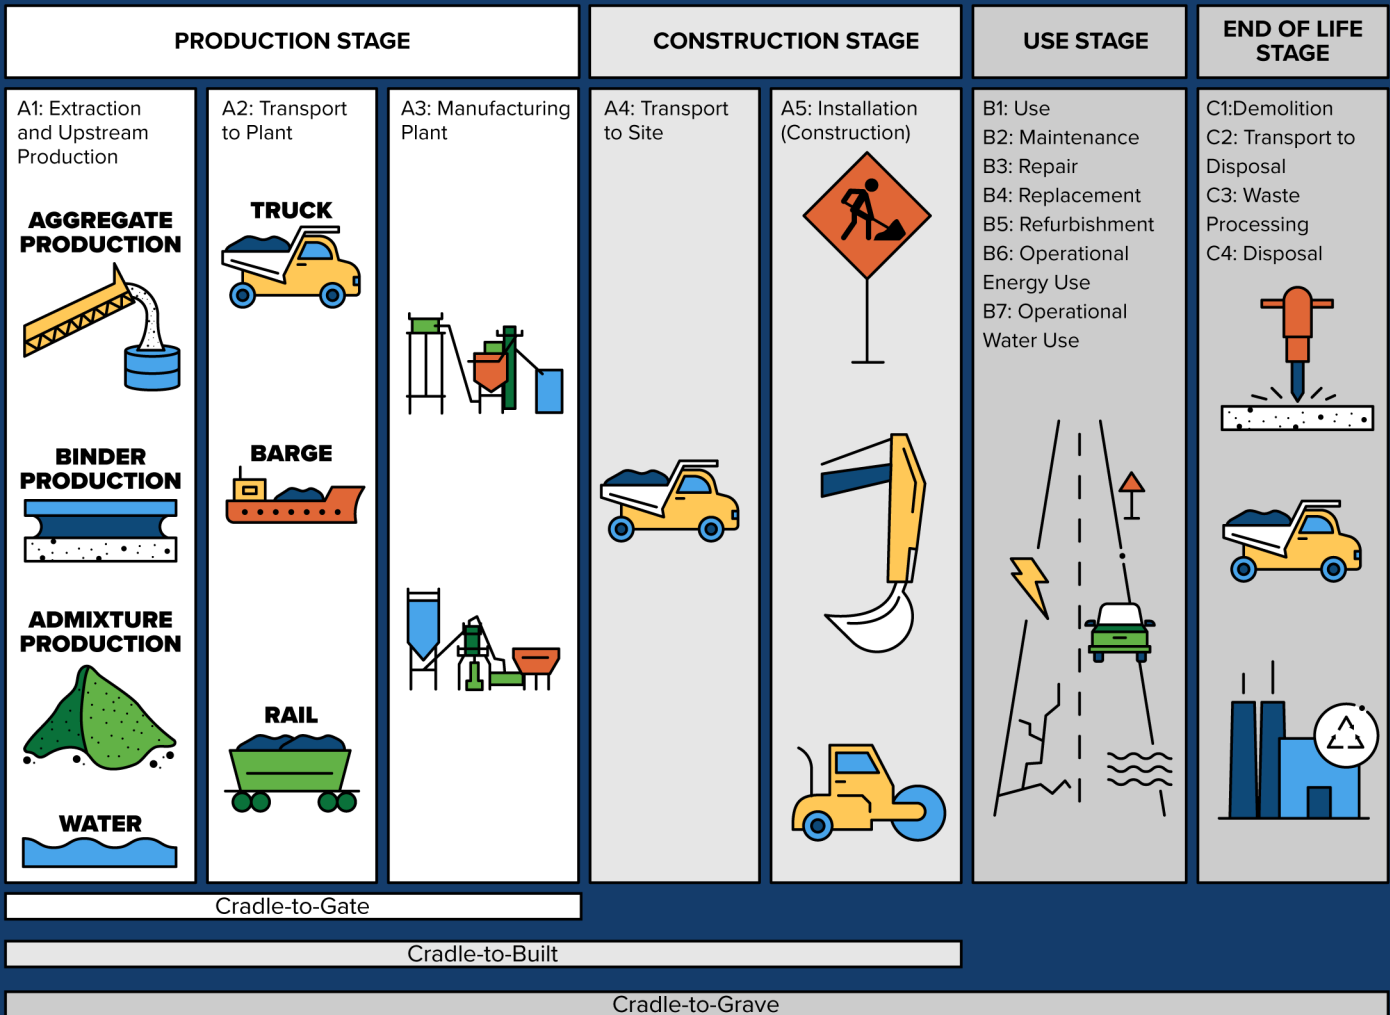 PRODUCTION STAGE
CONSTRUCTION STAGE
USE STAGE
END OF LIFE
STAGE
A1: Extraction
and Upstream
Production
AGGREGATE
PRODUCTION
BINDER
PRODUCTION
ADMIXTURE
PRODUCTION
WATER
A2: Transport
to Plant
TRUCK
BARGE
RAIL
A3: Manufacturing
Plant
A4: Transport
to Site
A5: Installation
(Construction)
B1: Use
B2: Maintenance
B3: Repair
B4: Replacement
B5: Refurbishment
B6: Operational
Energy Use
B7: Operational
Water Use
C1:Demolition
C2: Transport to
Disposal
C3: Waste
Processing
C4: Disposal
Cradle-to-Gate
Cradle-to-Built
Cradle-to-Grave